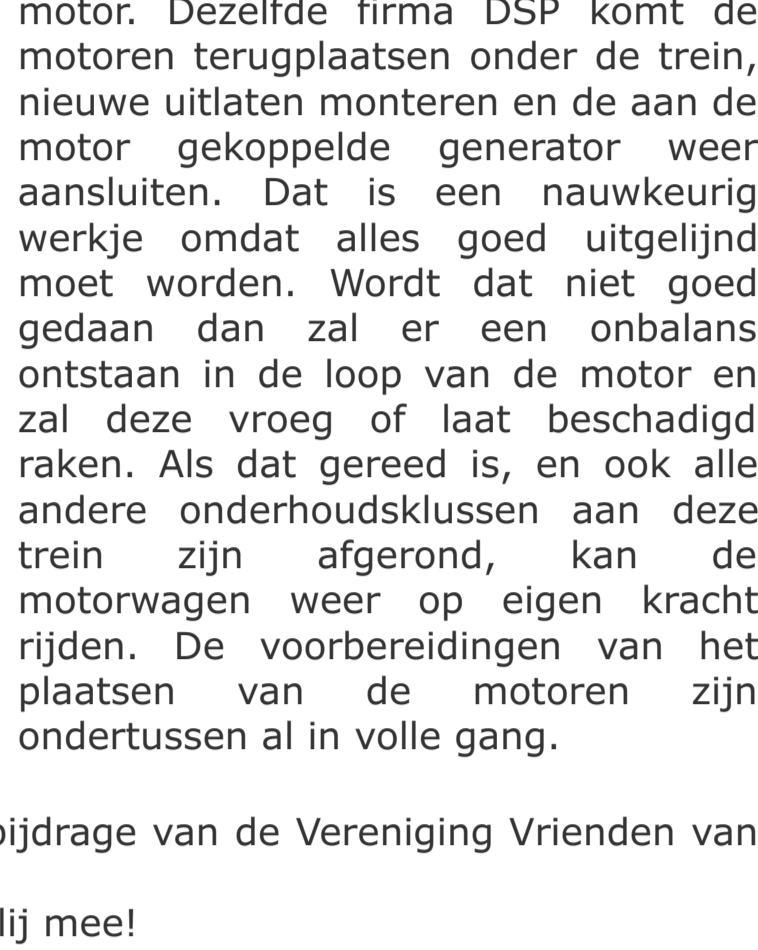 motor. Dezelfde firma DSP komt de
motoren terugplaatsen onder de trein,
nieuwe uitlaten monteren en de aan de
motor gekoppelde generator weer
aansluiten. Dat is een nauwkeurig
werkje omdat alles goed uitgelijnd
moet worden. Wordt dat niet goed
gedaan dan zal er een onbalans
ontstaan in de loop van de motor en
zal deze vroeg of laat beschadigd
raken. Als dat gereed is, en ook alle
andere onderhoudsklussen aan deze
trein zijn afgerond, kan de
motorwagen weer op eigen kracht
rijden. De voorbereidingen van het
plaatsen van de motoren zijn
ondertussen al in volle gang.
bijdrage van de Vereniging Vrienden van
lij mee!